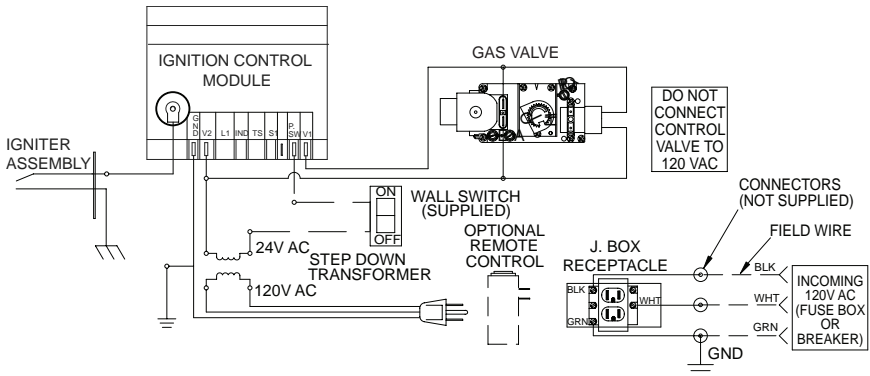 IGNITION CONTROL
MODULE
GND
V2
L1
IND
TS
S1
I
PSW
V1
GAS VALVE
DO NOT
CONNECT
CONTROL
VALVE TO
120 VAC
IGNITER
ASSEMBLY
ON
OFF
WALL SWITCH
(SUPPLIED)
24V AC
STEP DOWN
TRANSFORMER
120V AC
OPTIONAL
REMOTE
CONTROL
J. BOX
RECEPTACLE
BLK
WHT
GRN
CONNECTORS
(NOT SUPPLIED)
FIELD WIRE
BLK
WHT
GRN
GND
INCOMING
120V AC
(FUSE BOX
OR
BREAKER)